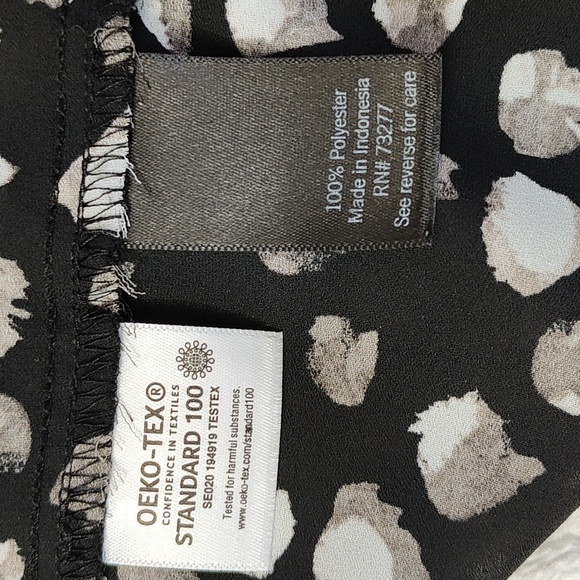 100% Polyester
Made in Indonesia
RN# 73277
See reverse for care
OEKO-TEX®
CONFIDENCE IN TEXTILES
STANDARD 100
SE020 194919 TESTEX
Tested for harmful substances.
www.oeko-tex.com/standard100